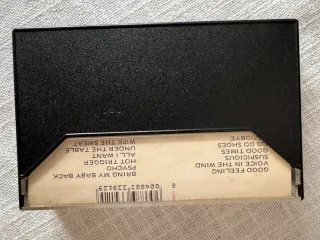 GOOD FEELING
VOICE IN THE WIND
SUSPICIOUS
GOOD TIMES
GO GO SHOES
BRING MY BABY BACK
PSYCHO
HOT TRIGGER
ALL I WANT
UNDER THE TABLE
WIPE THE SWEAT